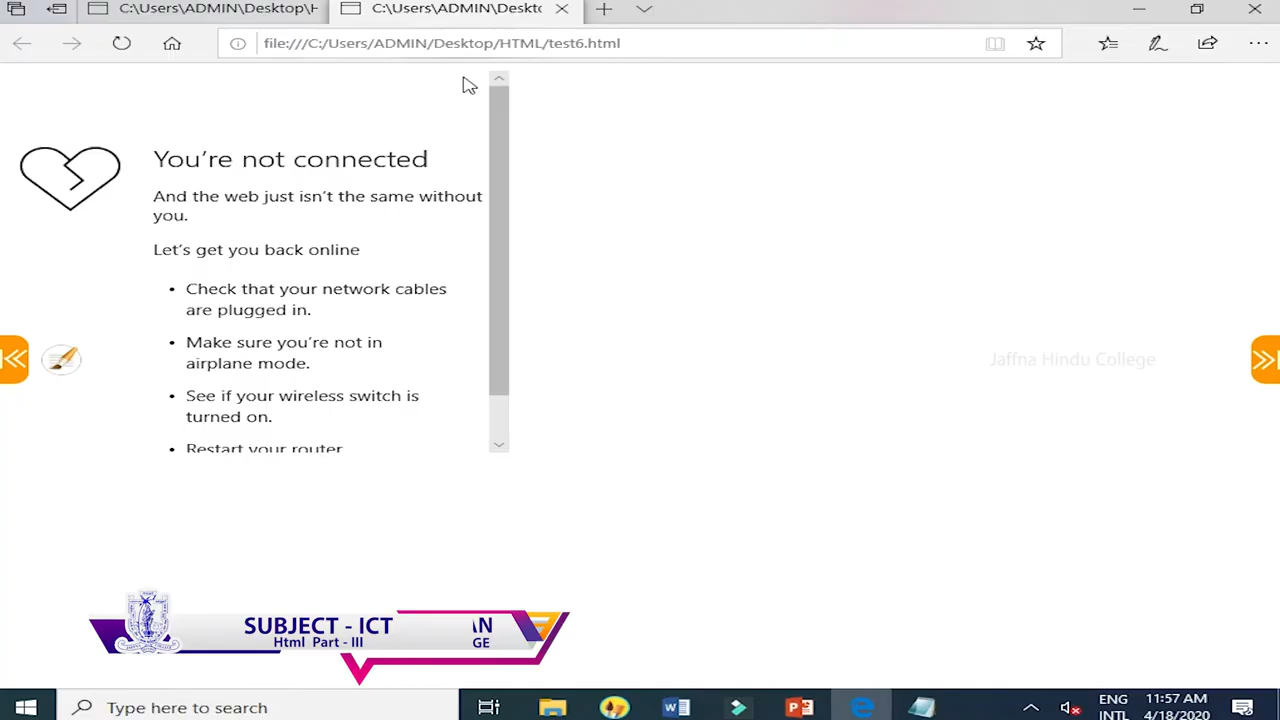 C:\Users\ADMIN\Desktop\H
C:\Users\ADMIN\Deskto
file:///C:/Users/ADMIN/Desktop/HTML/test6.html
You're not connected
And the web just isn't the same without
you.
Let's get you back online
• Check that your network cables
are plugged in.
• Make sure you're not in
airplane mode.
• See if your wireless switch is
turned on.
• Restart your router
Jaffna Hindu College
SUBJECT - ICT
Html Part - III
AN
GE
Type here to search
ENG
INTL
11:57 AM
4/18/2020